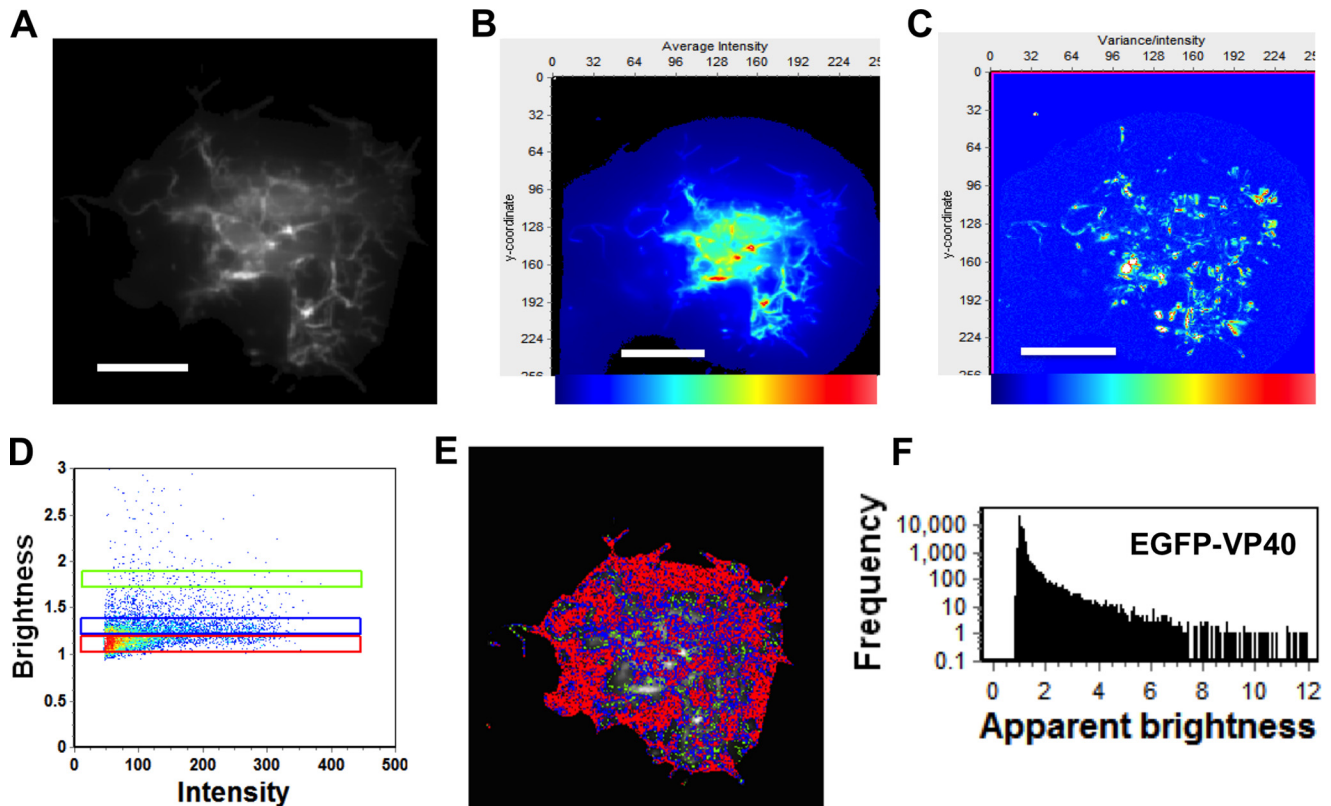 A
B
Average Intensity
0 32 64 96 128 160 192 224 25
0
32
64
96
128
160
192
224
256
y-coordinate
C
Variance/intensity
0 32 64 96 128 160 192 224 25
0
32
64
96
128
160
192
224
256
y-coordinate
D
3
2.5
2
1.5
1
0.5
0
Brightness
0 100 200 300 400 500
Intensity
E
F
EGFP-VP40
10,000
1,000
100
10
1
0.1
Frequency
0 2 4 6 8 10 12
Apparent brightness